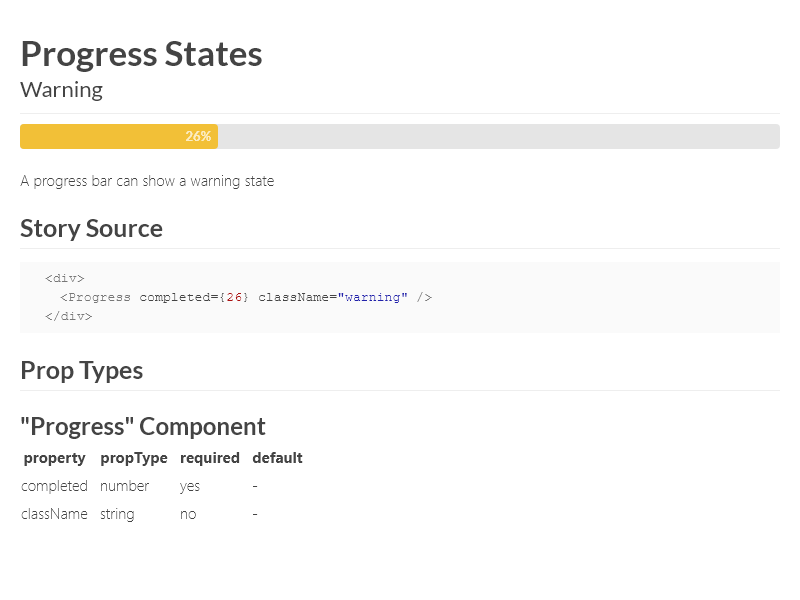 Progress States
Warning
26%
A progress bar can show a warning state
Story Source
<div>
<Progress completed={26} className="warning" />
</div>
Prop Types
"Progress" Component
property propType required default
completed number yes -
className string no -